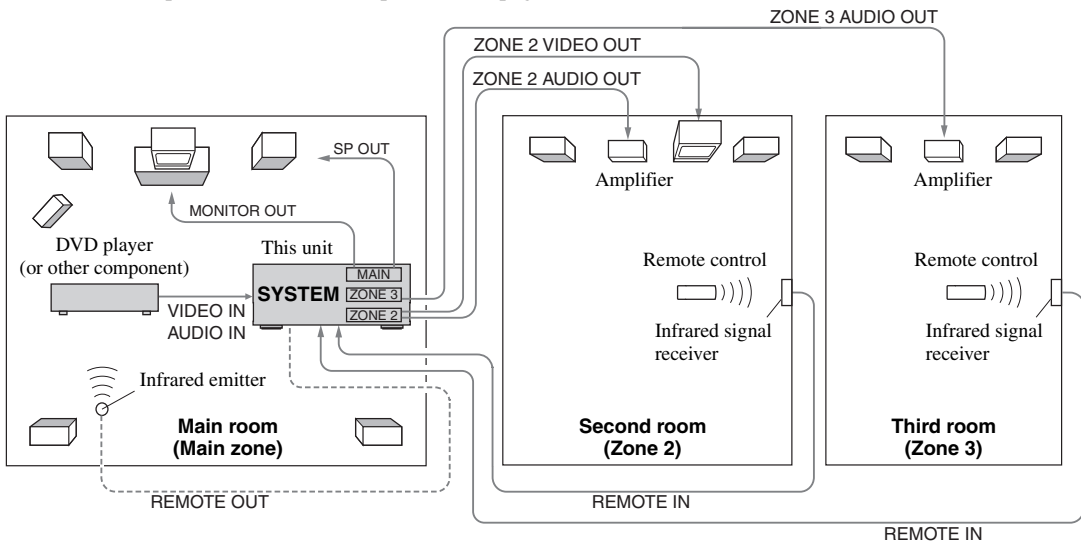 ZONE 3 AUDIO OUT
ZONE 2 VIDEO OUT
ZONE 2 AUDIO OUT
SP OUT
MONITOR OUT
DVD player
(or other component)
This unit
SYSTEM
MAIN
ZONE 3
ZONE 2
VIDEO IN
AUDIO IN
Infrared emitter
Main room
(Main zone)
REMOTE OUT
Amplifier
Remote control
Infrared signal
receiver
Second room
(Zone 2)
REMOTE IN
Amplifier
Remote control
Infrared signal
receiver
Third room
(Zone 3)
REMOTE IN